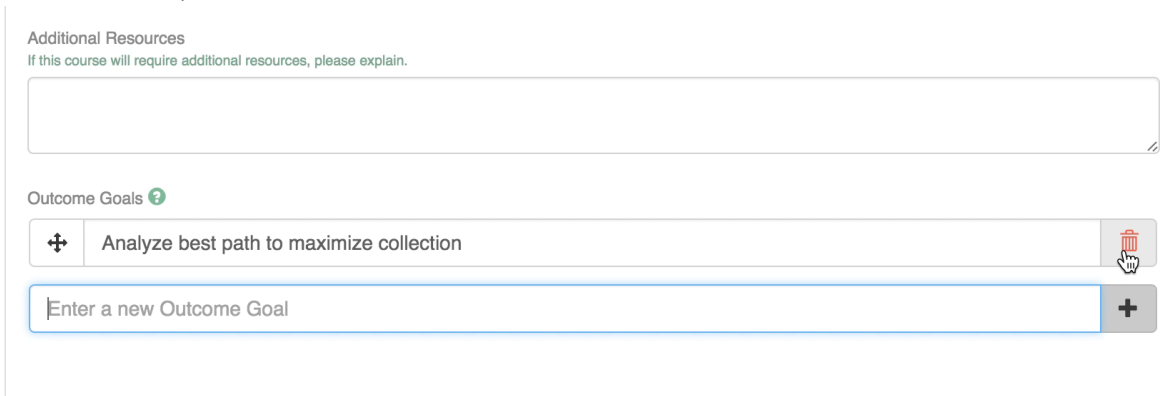 Additional Resources
If this course will require additional resources, please explain.
Outcome Goals ?
Analyze best path to maximize collection
Enter a new Outcome Goal